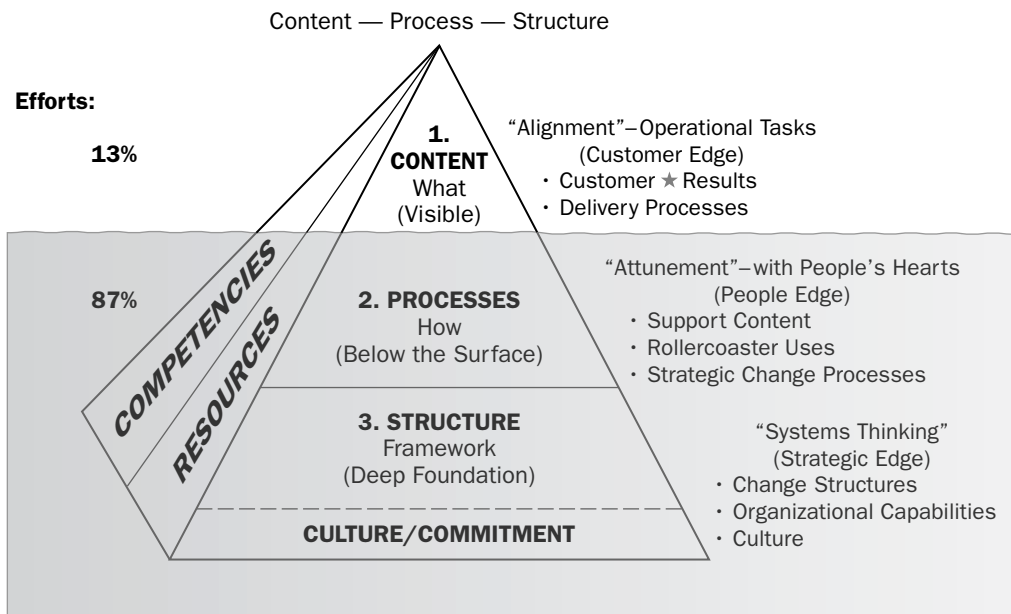 Content — Process — Structure
Efforts:
13%
1.
CONTENT
What
(Visible)
“Alignment”–Operational Tasks
(Customer Edge)
• Customer ★ Results
• Delivery Processes
87%
COMPETENCIES
RESOURCES
2. PROCESSES
How
(Below the Surface)
“Attunement”–with People’s Hearts
(People Edge)
• Support Content
• Rollercoaster Uses
• Strategic Change Processes
3. STRUCTURE
Framework
(Deep Foundation)
“Systems Thinking”
(Strategic Edge)
• Change Structures
• Organizational Capabilities
• Culture
CULTURE/COMMITMENT